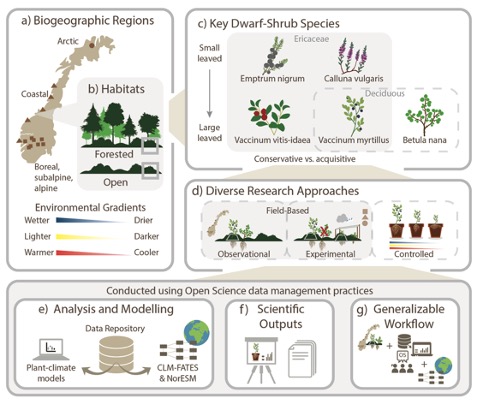 a) Biogeographic Regions
Arctic
Coastal
Boreal,
subalpine,
alpine
b) Habitats
Forested
Open
Environmental Gradients
Wetter Drier
Lighter Darker
Warmer Cooler
c) Key Dwarf-Shrub Species
Small
leaved
Large
leaved
Ericaceae
Emptrum nigrum Calluna vulgaris
Deciduous
Vaccinum vitis-idaea Vaccinum myrtillus Betula nana
Conservative vs. acquisitive
d) Diverse Research Approaches
Field-Based
Observational Experimental Controlled
Conducted using Open Science data management practices
e) Analysis and Modelling
Data Repository
Plant-climate
models
CLM-FATES
& NorESM
f) Scientific
Outputs
g) Generalizable
Workflow
OS